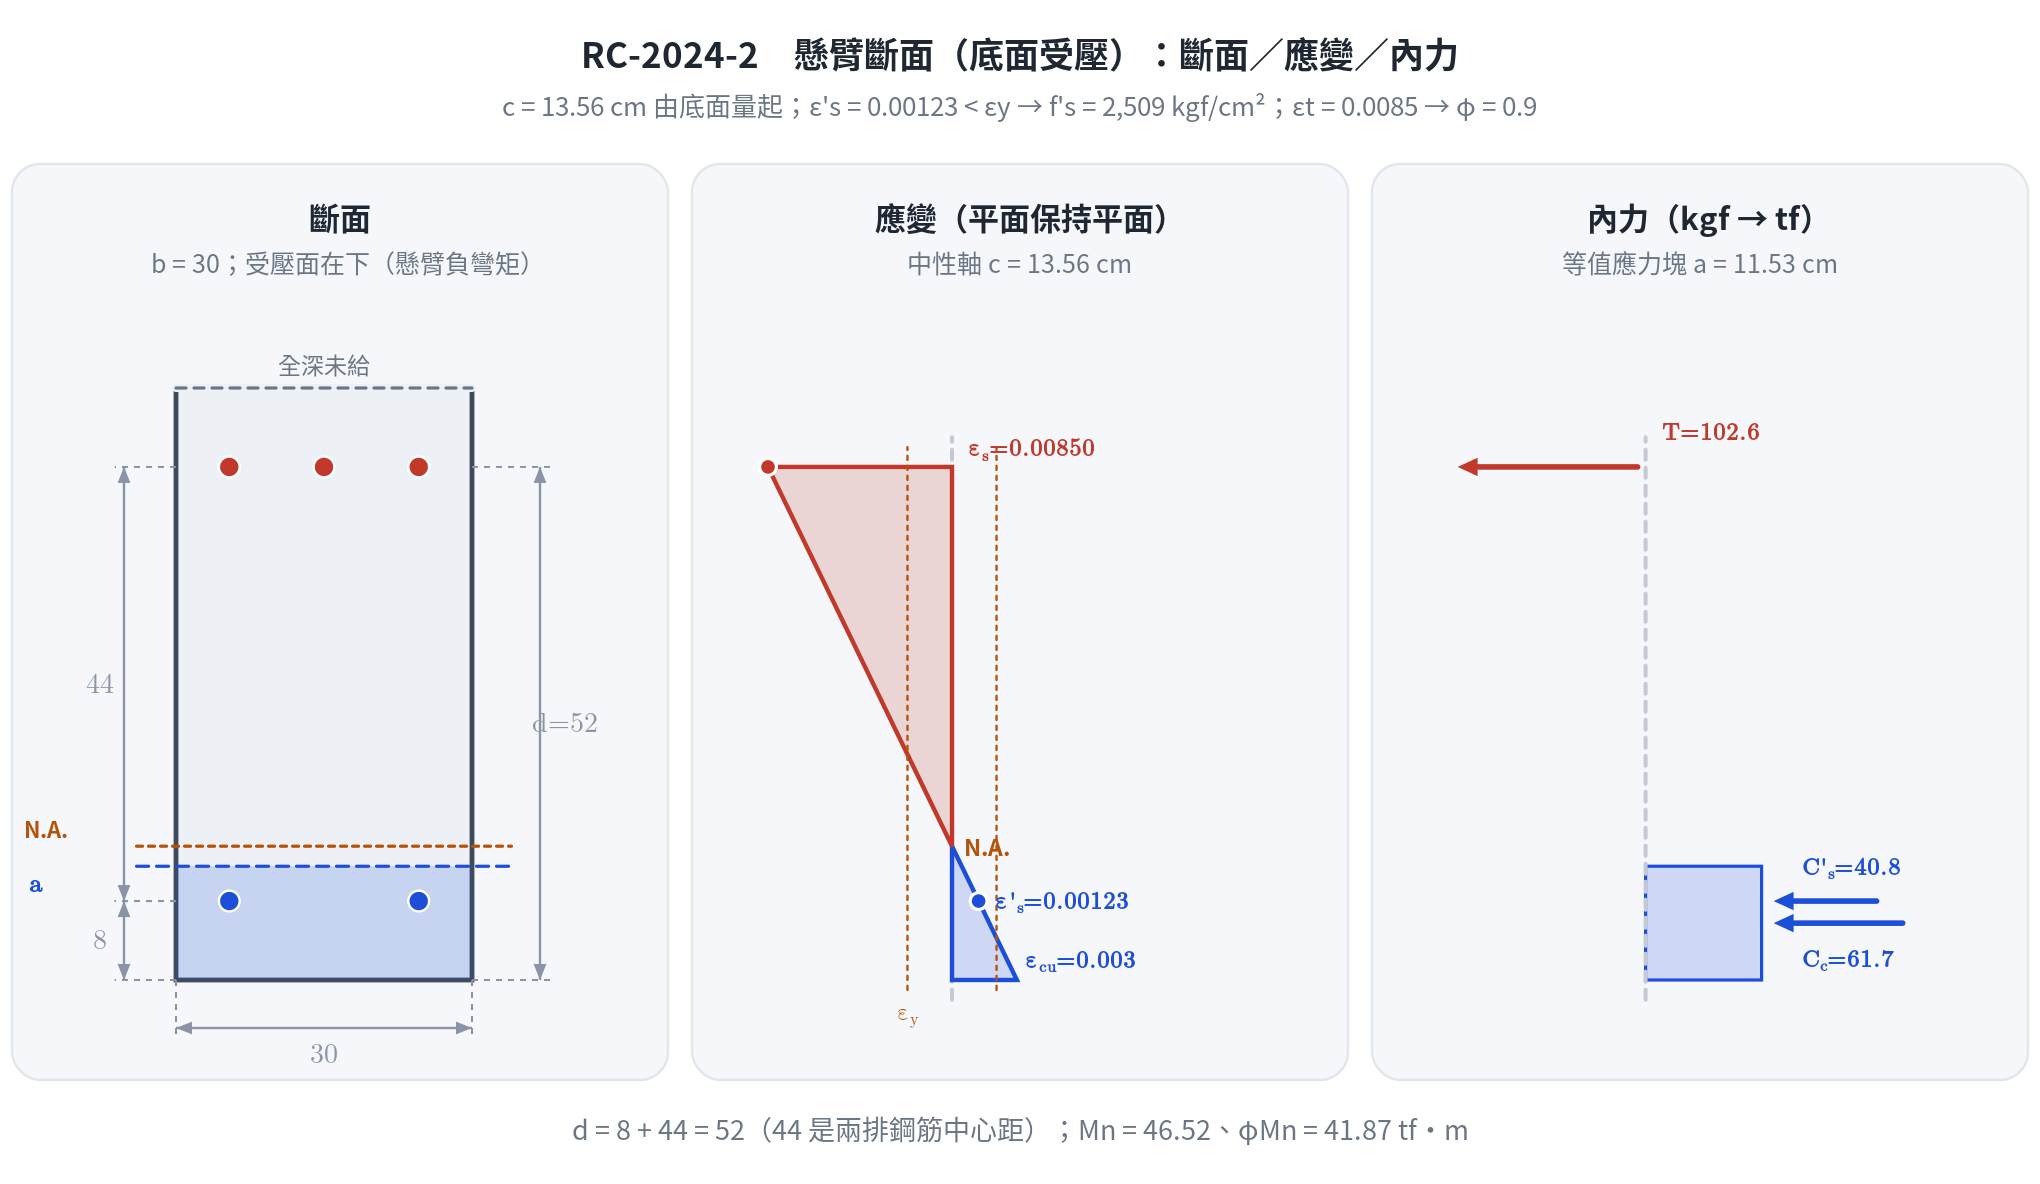 RC-2024-2　懸臂斷面（底面受壓）：斷面／應變／內力
c = 13.56 cm 由底面量起；ε's = 0.00123 < εy → f's = 2,509 kgf/cm²；εt = 0.0085 → φ = 0.9
斷面
b = 30；受壓面在下（懸臂負彎矩）
全深未給
44
d=52
N.A.
a
8
30
應變（平面保持平面）
中性軸 c = 13.56 cm
εs=0.00850
N.A.
ε's=0.00123
εcu=0.003
εy
內力（kgf → tf）
等值應力塊 a = 11.53 cm
T=102.6
C's=40.8
Cc=61.7
d = 8 + 44 = 52（44 是兩排鋼筋中心距）；Mn = 46.52、φMn = 41.87 tf・m